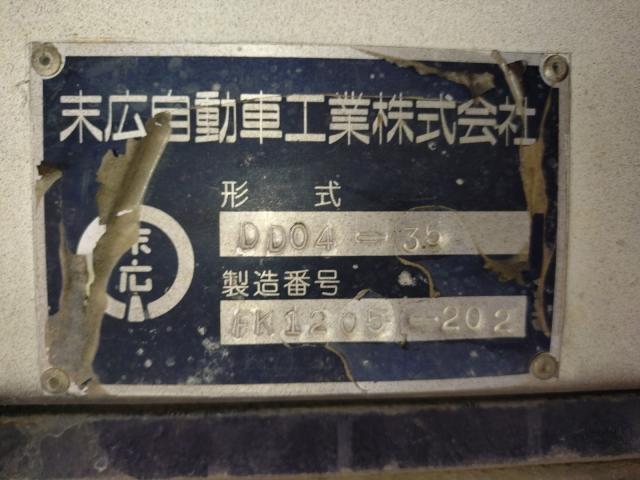 末広自動車工業株式会社
形 式
DD04-35
末広
製造番号
K1205-202